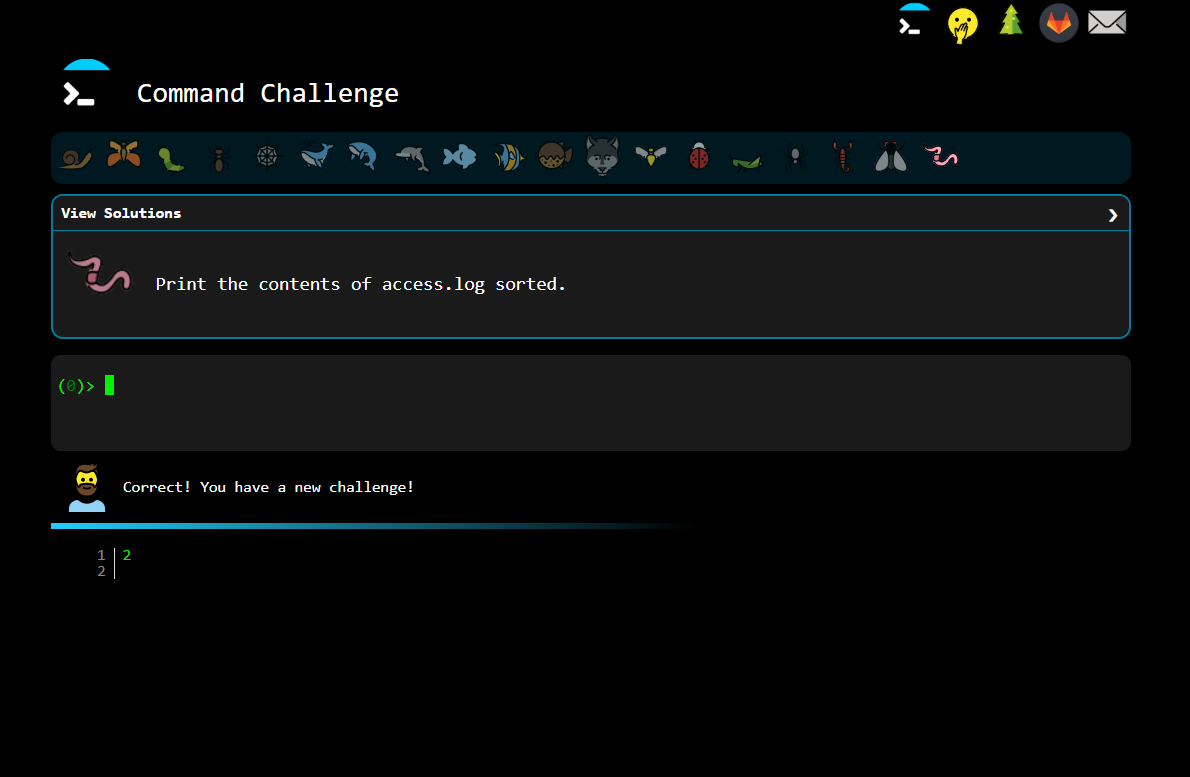 Command Challenge
View Solutions
Print the contents of access.log sorted.
(0)>
Correct! You have a new challenge!
1 2
2